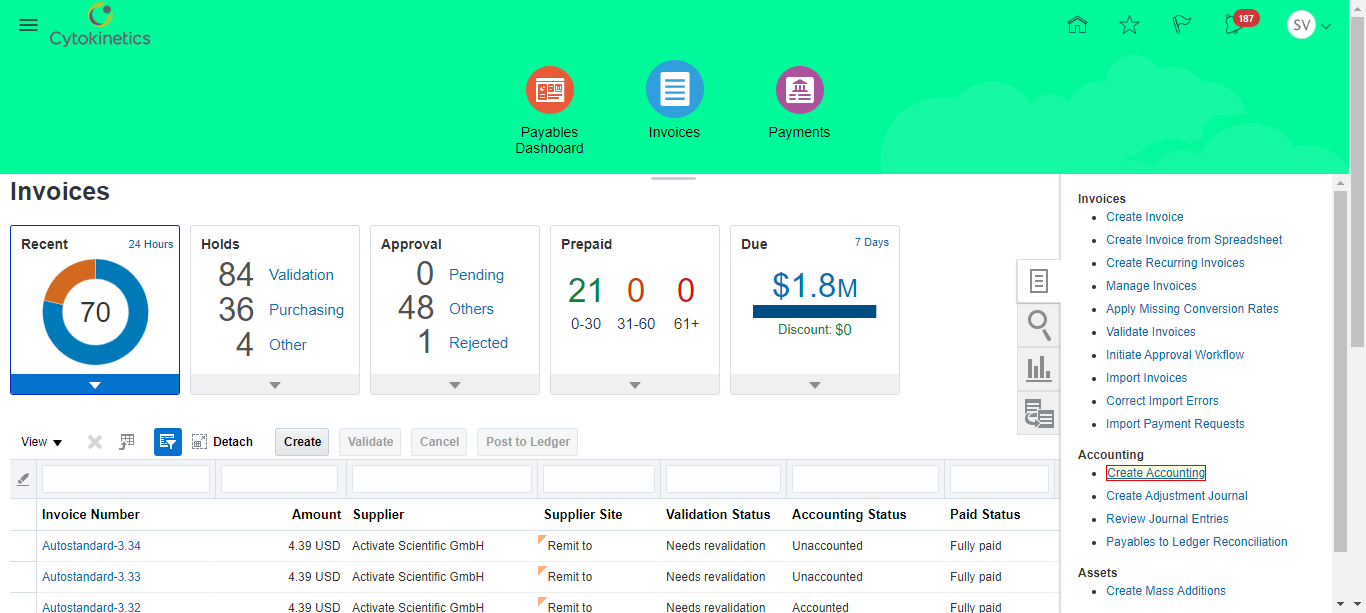 Cytokinetics
187
SV
Payables
Dashboard
Invoices
Payments
Invoices
Recent
24 Hours
70
Holds
84 Validation
36 Purchasing
4 Other
Approval
0 Pending
48 Others
1 Rejected
Prepaid
21 0 0
0-30 31-60 61+
Due
7 Days
$1.8M
Discount: $0
View
Detach
Create
Validate
Cancel
Post to Ledger
Invoice Number Amount Supplier Supplier Site Validation Status Accounting Status Paid Status
Autostandard-3.34 4.39 USD Activate Scientific GmbH Remit to Needs revalidation Unaccounted Fully paid
Autostandard-3.33 4.39 USD Activate Scientific GmbH Remit to Needs revalidation Unaccounted Fully paid
Autostandard-3.32 4.39 USD Activate Scientific GmbH Remit to Needs revalidation Accounted Fully paid
Invoices
Create Invoice
Create Invoice from Spreadsheet
Create Recurring Invoices
Manage Invoices
Apply Missing Conversion Rates
Validate Invoices
Initiate Approval Workflow
Import Invoices
Correct Import Errors
Import Payment Requests
Accounting
Create Accounting
Create Adjustment Journal
Review Journal Entries
Payables to Ledger Reconciliation
Assets
Create Mass Additions